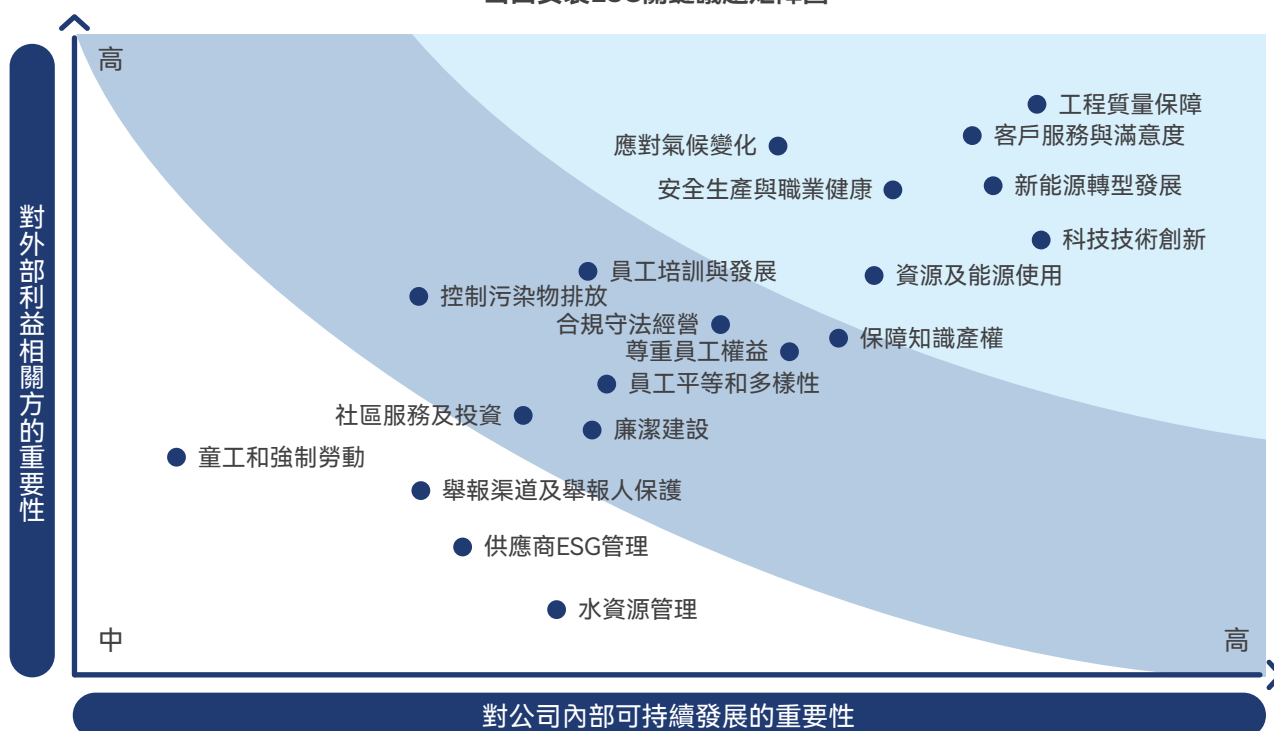 高
工程質量保障
客戶服務與滿意度
應對氣候變化
安全生產與職業健康
新能源轉型發展
科技技術創新
員工培訓與發展
資源及能源使用
控制污染物排放
合規守法經營
保障知識產權
尊重員工權益
員工平等和多樣性
社區服務及投資
廉潔建設
童工和強制勞動
舉報渠道及舉報人保護
供應商ESG管理
水資源管理
中
高
對外部利益相關方的重要性
對公司內部可持續發展的重要性